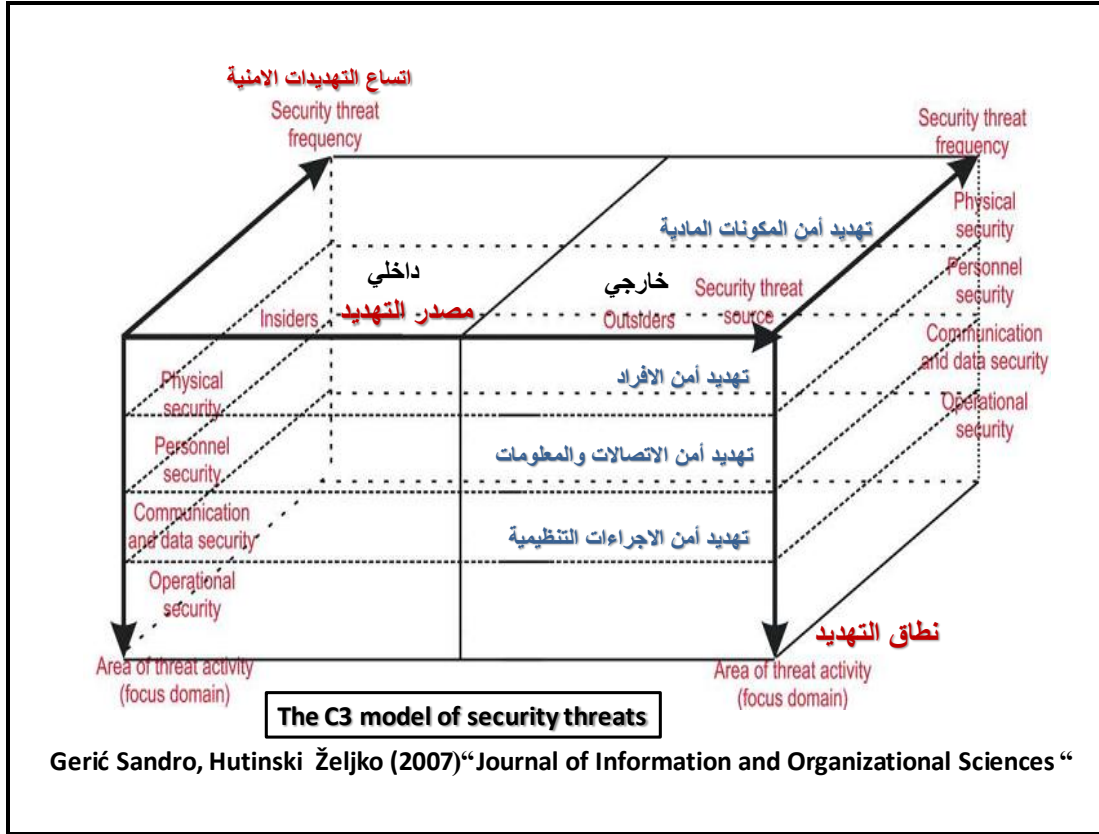 اتساع التهديدات الامنية
Security threat
frequency
Security threat
frequency
Physical
security
تهديد أمن المكونات المادية
داخلي
خارجي
Personnel
security
Security threat
source
Insiders
مصدر التهديد
Outsiders
Communication
and data security
Physical
security
تهديد أمن الافراد
Operational
security
Personnel
security
تهديد أمن الاتصالات والمعلومات
Communication
and data security
تهديد أمن الاجراءات التنظيمية
Operational
security
نطاق التهديد
Area of threat activity
(focus domain)
Area of threat activity
(focus domain)
The C3 model of security threats
Gerić Sandro, Hutinski Željko (2007)“Journal of Information and Organizational Sciences “